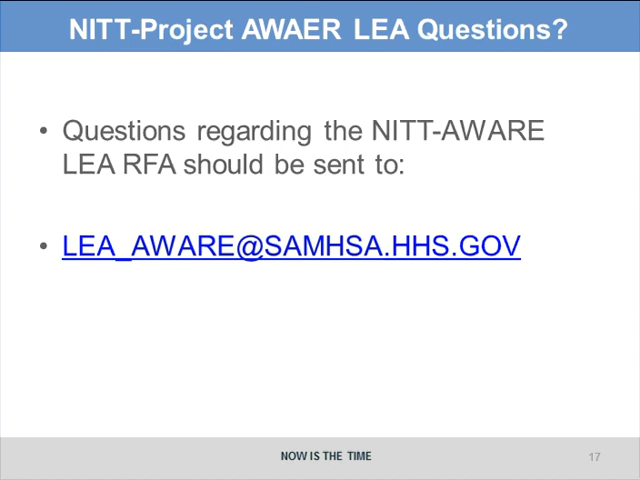 NITT-Project AWAER LEA Questions?
• Questions regarding the NITT-AWARE
LEA RFA should be sent to:
• LEA_AWARE@SAMHSA.HHS.GOV
NOW IS THE TIME
17